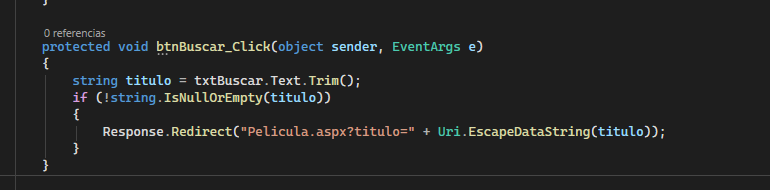 }
0 referencias
protected void btnBuscar_Click(object sender, EventArgs e)
{
string titulo = txtBuscar.Text.Trim();
if (!string.IsNullOrEmpty(titulo))
{
Response.Redirect("Pelicula.aspx?titulo=" + Uri.EscapeDataString(titulo));
}
}